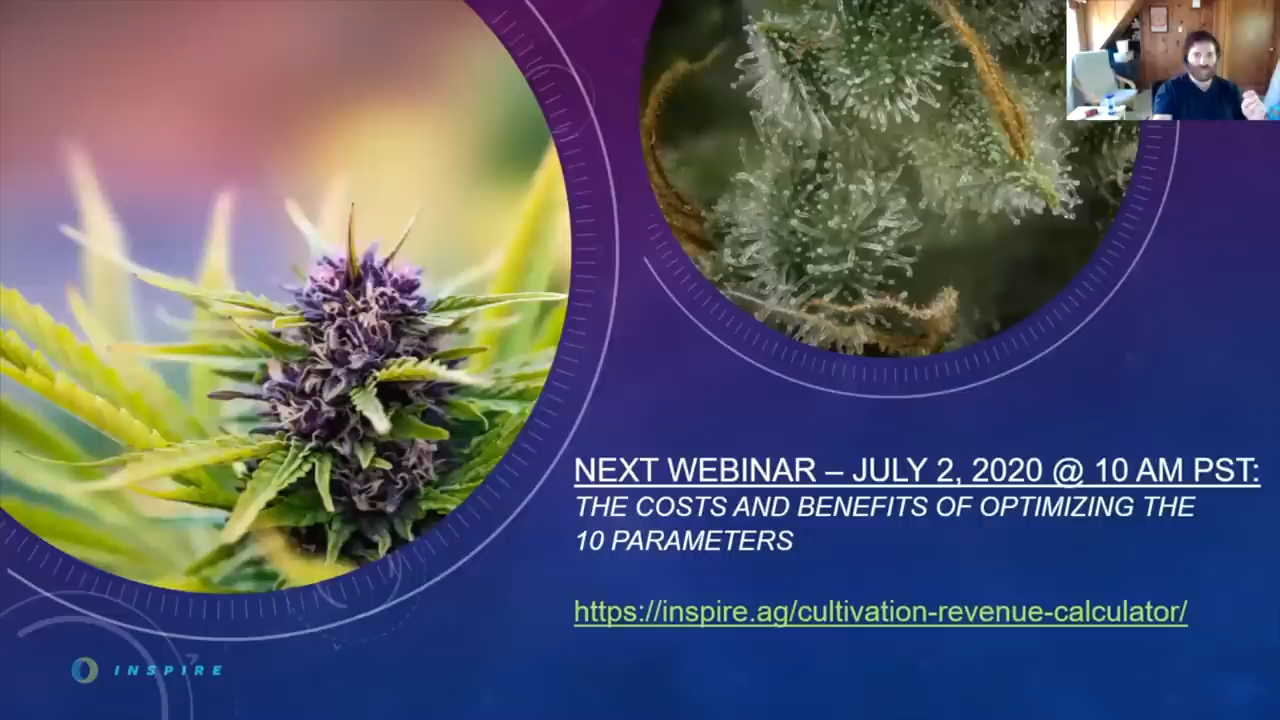 NEXT WEBINAR – JULY 2, 2020 @ 10 AM PST:
THE COSTS AND BENEFITS OF OPTIMIZING THE
10 PARAMETERS
https://inspire.ag/cultivation-revenue-calculator/
INSPIRE